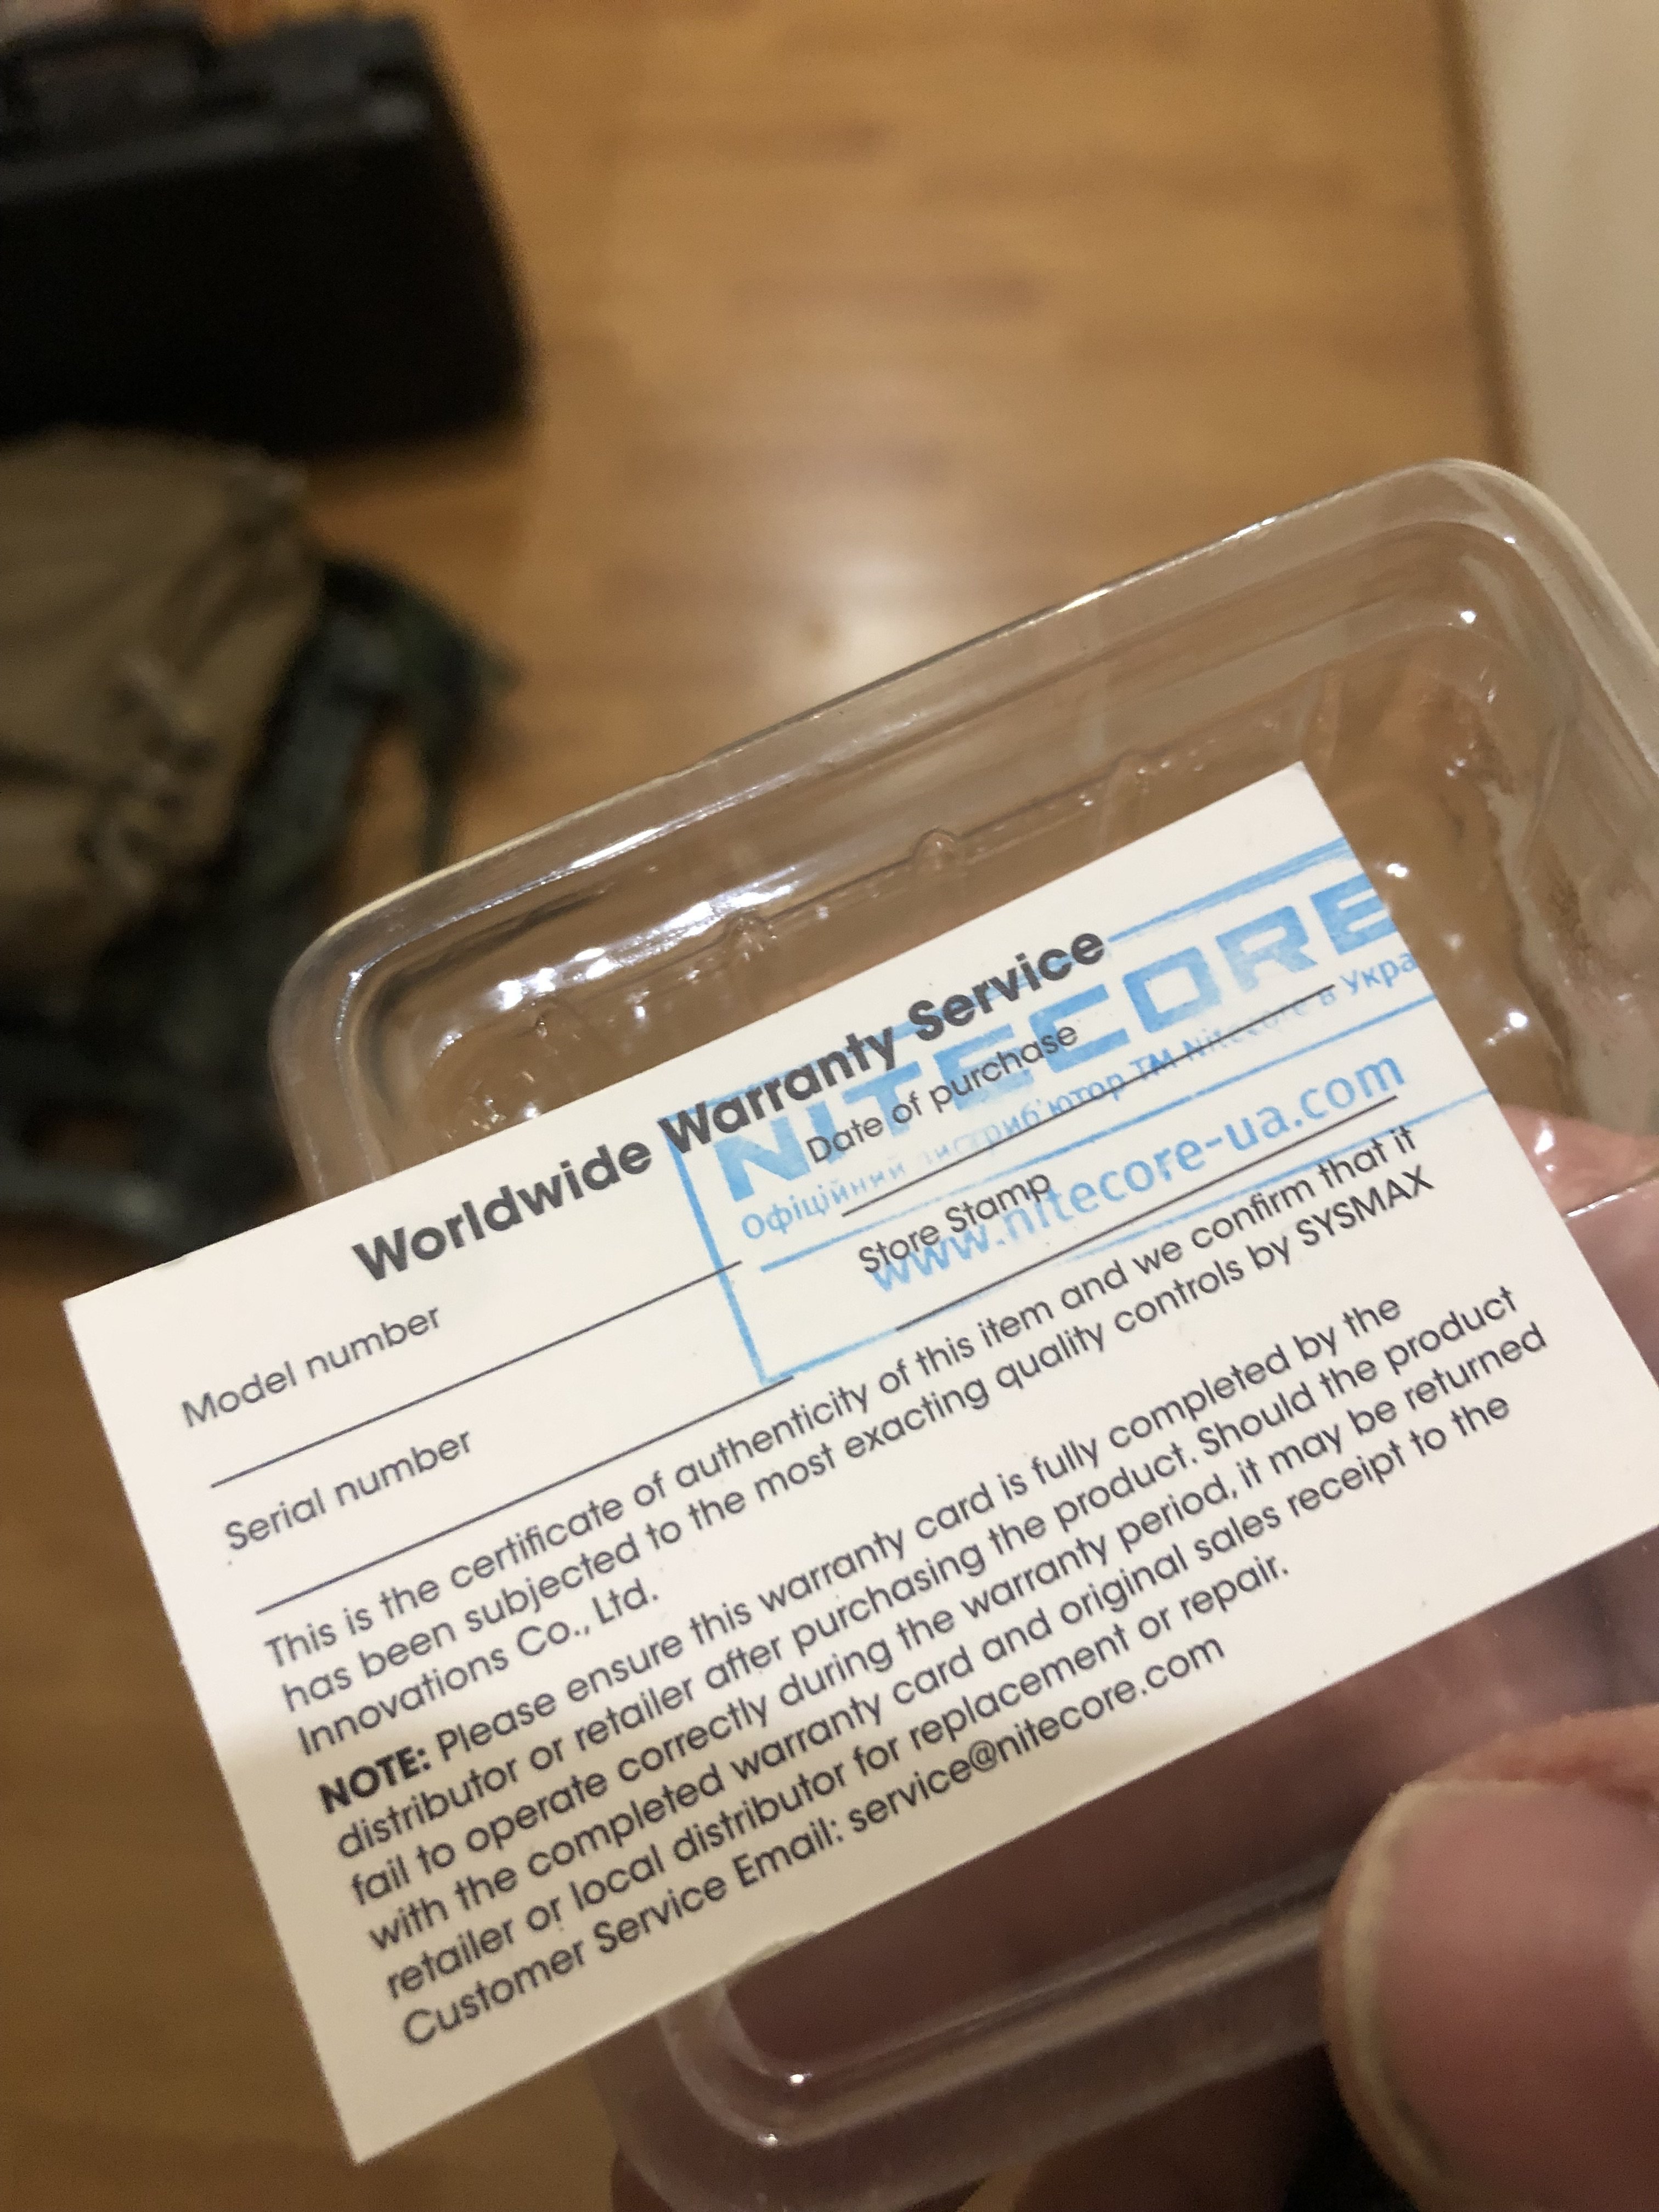 Worldwide Warranty Service
Model number
Date of purchase
Serial number
Store Stamp
NITECORE
Офіційний дистриб'ютор ТМ Nitecore в Укра
www.nitecore-ua.com
This is the certificate of authenticity of this item and we confirm that it
has been subjected to the most exacting quality controls by SYSMAX
Innovations Co., Ltd.
NOTE: Please ensure this warranty card is fully completed by the
distributor or retailer after purchasing the product. Should the product
fail to operate correctly during the warranty period, it may be returned
with the completed warranty card and original sales receipt to the
retailer or local distributor for replacement or repair.
Customer Service Email: service@nitecore.com